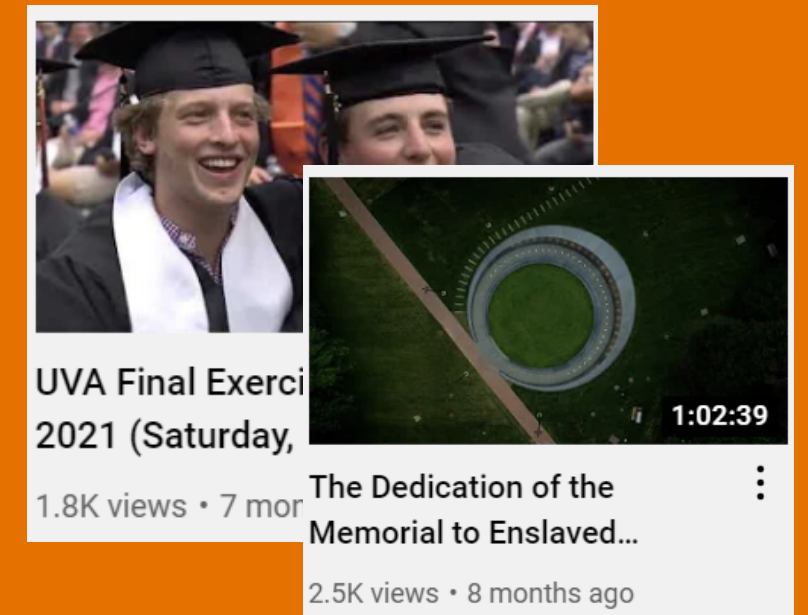 UVA Final Exerci
2021 (Saturday,
1.8K views • 7 mon
1:02:39
The Dedication of the
Memorial to Enslaved...
2.5K views • 8 months ago